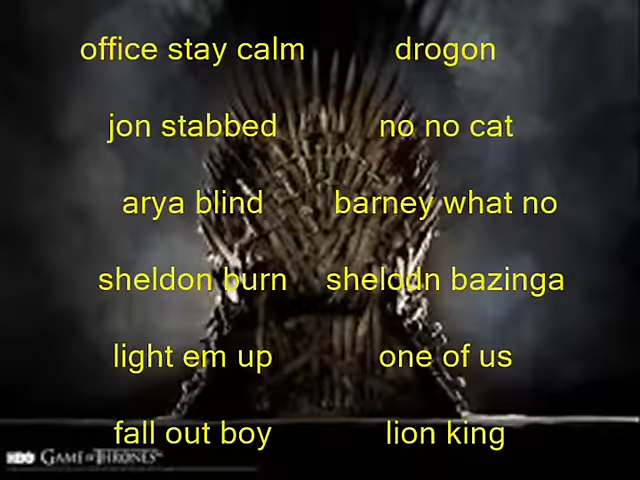 office stay calm drogon
jon stabbed no no cat
arya blind barney what no
sheldon burn shelodn bazinga
light em up one of us
fall out boy lion king
HBO GAME OF THRONES